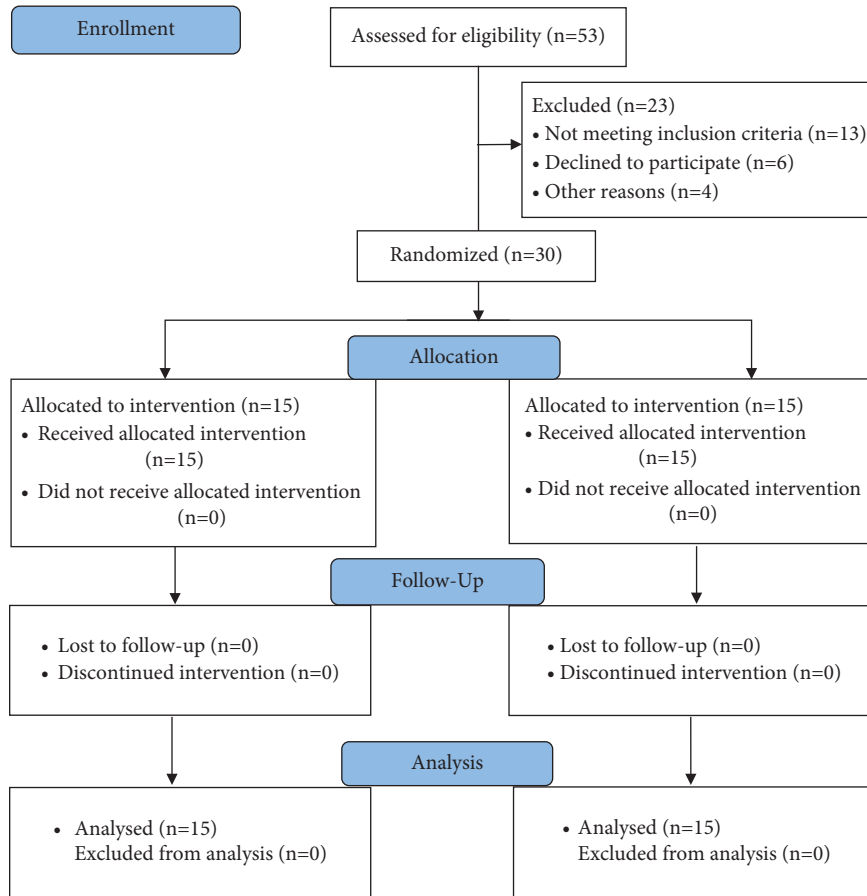 Enrollment
Assessed for eligibility (n=53)
Excluded (n=23)
• Not meeting inclusion criteria (n=13)
• Declined to participate (n=6)
• Other reasons (n=4)
Randomized (n=30)
Allocation
Allocated to intervention (n=15)
• Received allocated intervention
(n=15)
• Did not receive allocated intervention
(n=0)
Allocated to intervention (n=15)
• Received allocated intervention
(n=15)
• Did not receive allocated intervention
(n=0)
Follow-Up
• Lost to follow-up (n=0)
• Discontinued intervention (n=0)
• Lost to follow-up (n=0)
• Discontinued intervention (n=0)
Analysis
• Analysed (n=15)
Excluded from analysis (n=0)
• Analysed (n=15)
Excluded from analysis (n=0)